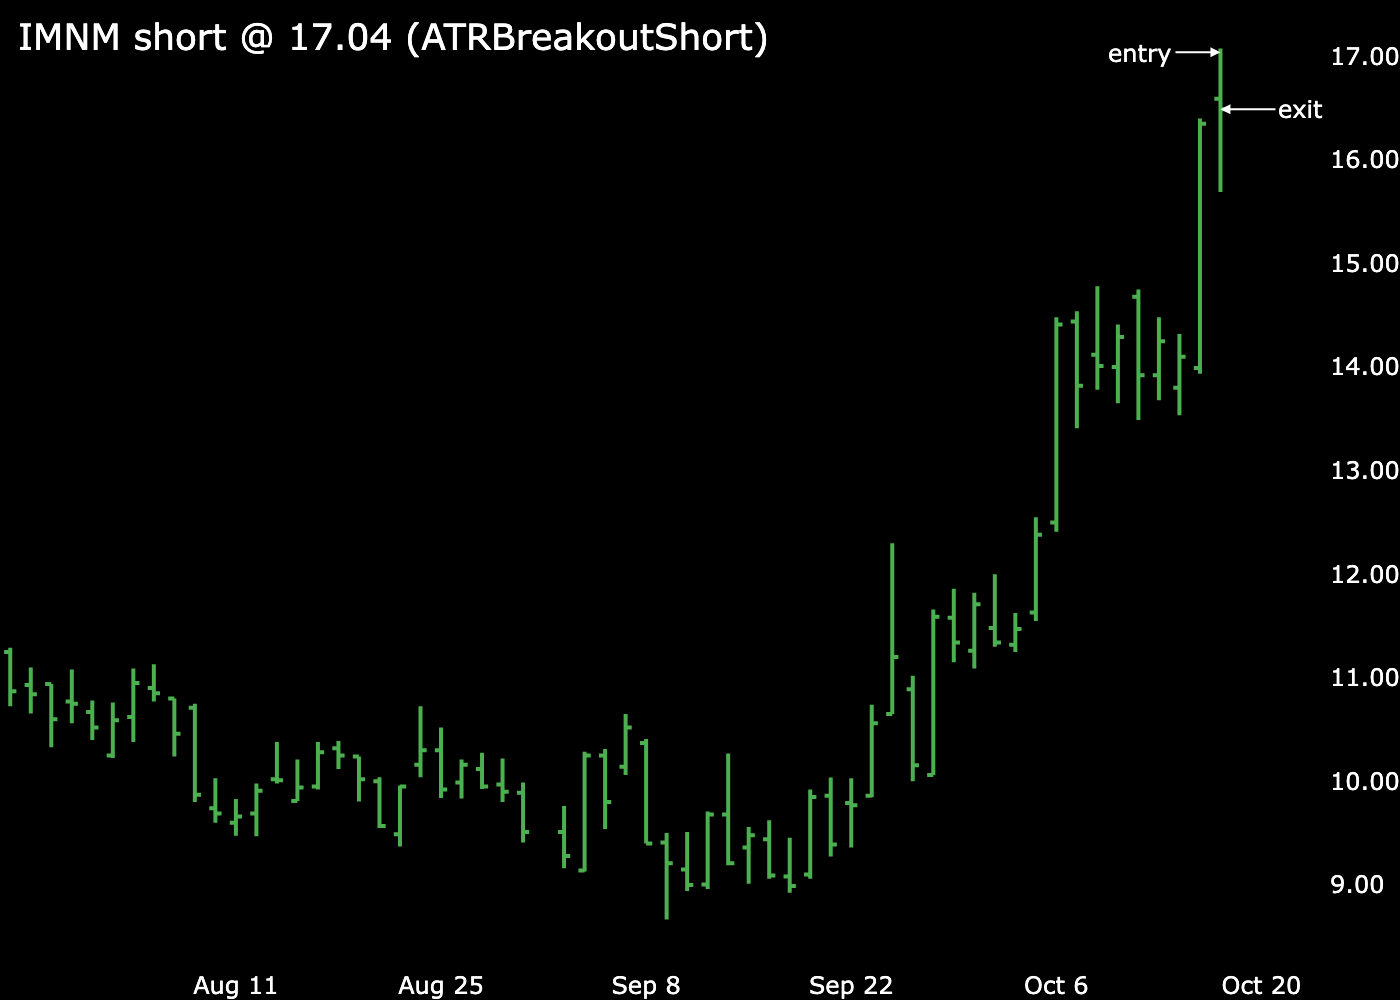 IMNM short @ 17.04 (ATRBreakoutShort)
entry
exit
17.00
16.00
15.00
14.00
13.00
12.00
11.00
10.00
9.00
Aug 11
Aug 25
Sep 8
Sep 22
Oct 6
Oct 20